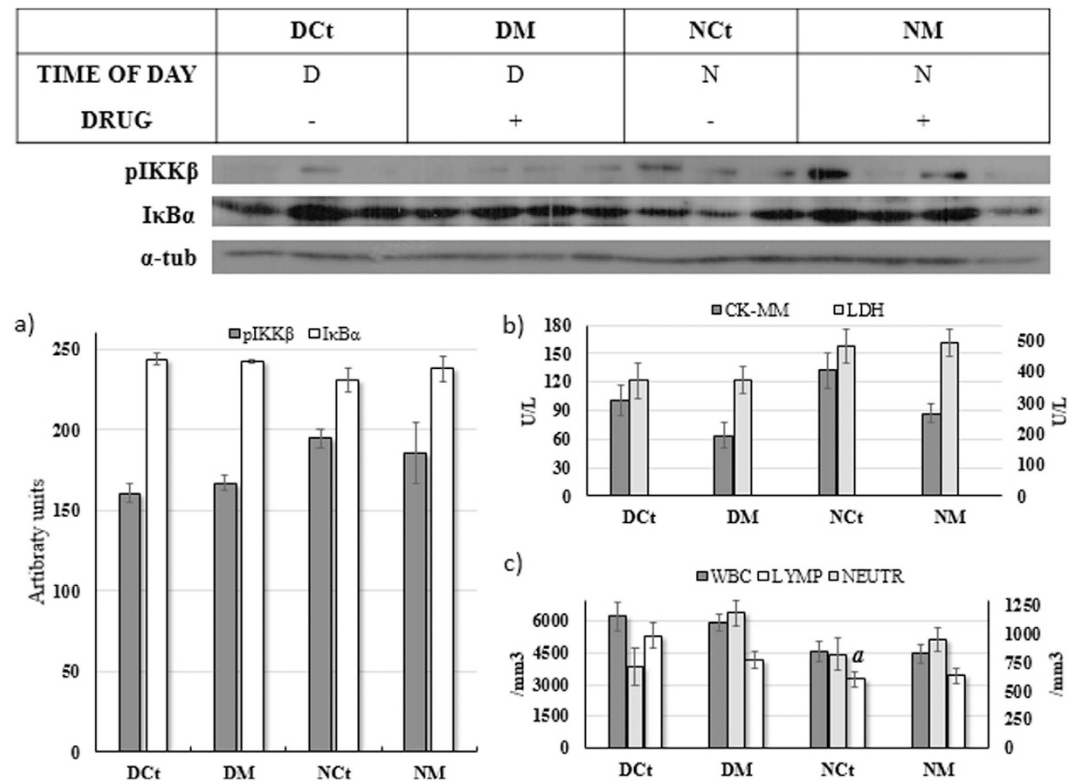 DCt DM NCt NM
TIME OF DAY D D N N
DRUG - + - +
pIKKβ
IκBα
α-tub
a)
pIKKβ IκBα
250
200
150
100
50
0
Artibraty units
DCt DM NCt NM
b)
CK-MM LDH
180
150
120
90
60
30
0
U/L
500
400
300
200
100
0
U/L
DCt DM NCt NM
c)
WBC LYMP NEUTR
6000
4500
3000
1500
0
/mm3
a
1250
1000
750
500
250
0
/mm3
DCt DM NCt NM